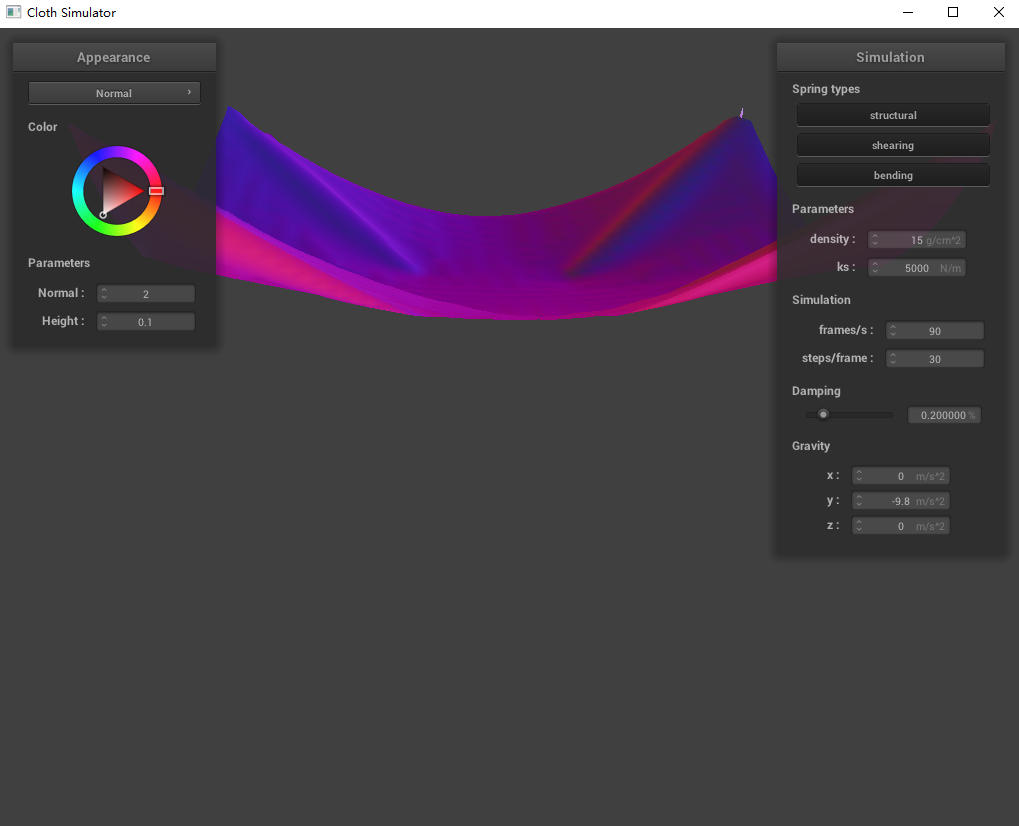 Cloth Simulator
Appearance
Normal
Color
Parameters
Normal : 2
Height : 0.1
Simulation
Spring types
structural
shearing
bending
Parameters
density : 15 g/cm^2
ks : 5000 N/m
Simulation
frames/s : 90
steps/frame : 30
Damping
0.200000 %
Gravity
x : 0 m/s^2
y : -9.8 m/s^2
z : 0 m/s^2